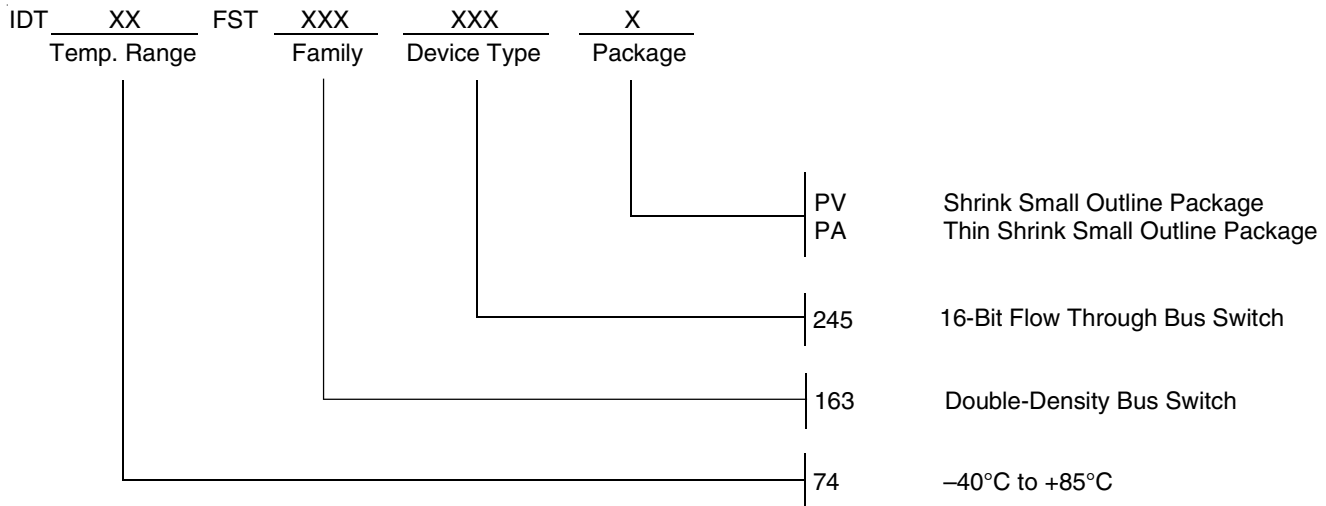 IDT XX FST XXX XXX X
Temp. Range Family Device Type Package
PV Shrink Small Outline Package
PA Thin Shrink Small Outline Package
245 16-Bit Flow Through Bus Switch
163 Double-Density Bus Switch
74 –40°C to +85°C